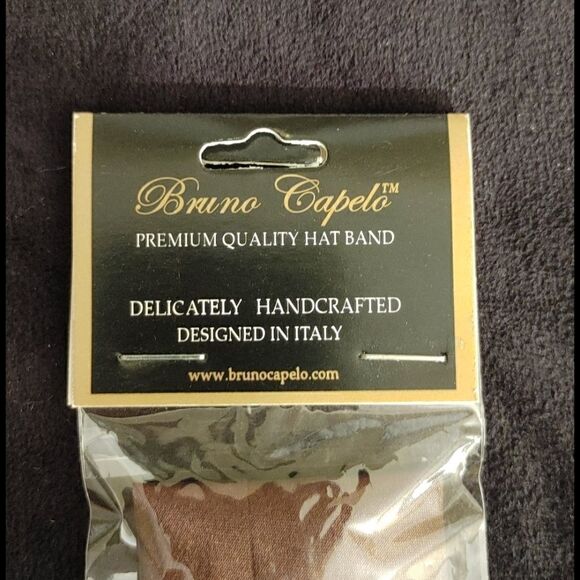 Bruno Capelo™
PREMIUM QUALITY HAT BAND
DELICATELY HANDCRAFTED
DESIGNED IN ITALY
www.brunocapelo.com